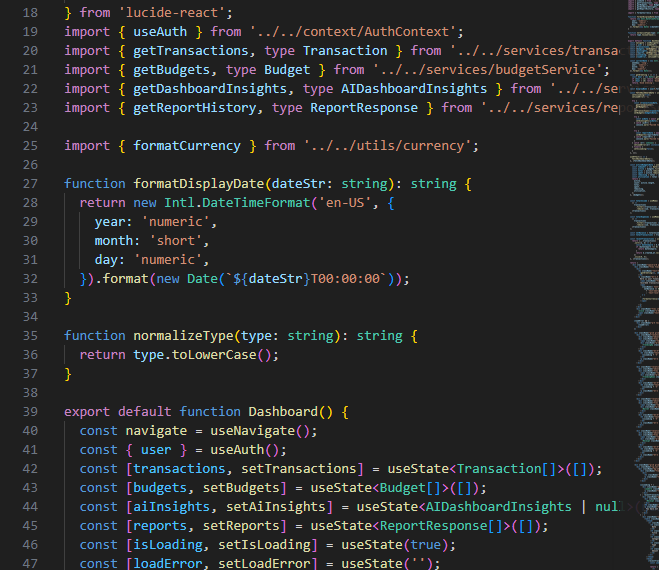 18 } from 'lucide-react';
19 import { useAuth } from '../../context/AuthContext';
20 import { getTransactions, type Transaction } from '../../services/transa
21 import { getBudgets, type Budget } from '../../services/budgetService';
22 import { getDashboardInsights, type AIDashboardInsights } from '../../ser
23 import { getReportHistory, type ReportResponse } from '../../services/rep
24
25 import { formatCurrency } from '../../utils/currency';
26
27 function formatDisplayDate(dateStr: string): string {
28   return new Intl.DateTimeFormat('en-US', {
29     year: 'numeric',
30     month: 'short',
31     day: 'numeric',
32   }).format(new Date(`${dateStr}T00:00:00`));
33 }
34
35 function normalizeType(type: string): string {
36   return type.toLowerCase();
37 }
38
39 export default function Dashboard() {
40   const navigate = useNavigate();
41   const { user } = useAuth();
42   const [transactions, setTransactions] = useState<Transaction[]>([]);
43   const [budgets, setBudgets] = useState<Budget[]>([]);
44   const [aiInsights, setAiInsights] = useState<AIDashboardInsights | nul
45   const [reports, setReports] = useState<ReportResponse[]>([]);
46   const [isLoading, setIsLoading] = useState(true);
47   const [loadError, setLoadError] = useState('');